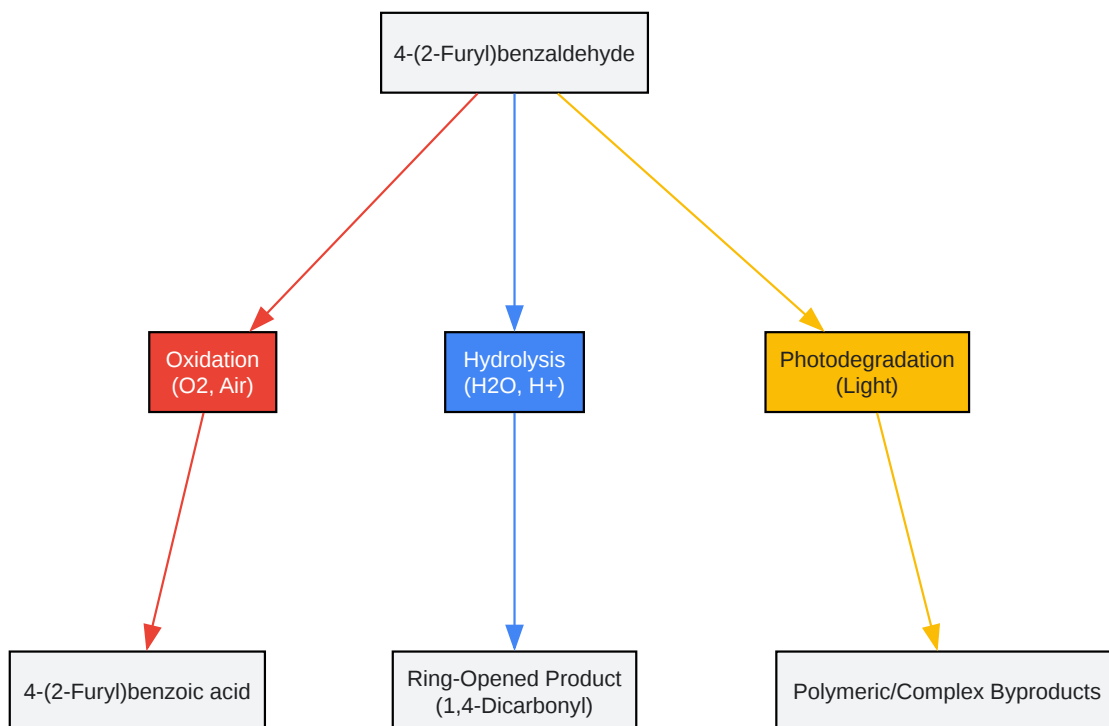 4-(2-Furyl)benzaldehyde
Oxidation
(O2, Air)
Hydrolysis
(H2O, H+)
Photodegradation
(Light)
4-(2-Furyl)benzoic acid
Ring-Opened Product
(1,4-Dicarbonyl)
Polymeric/Complex Byproducts